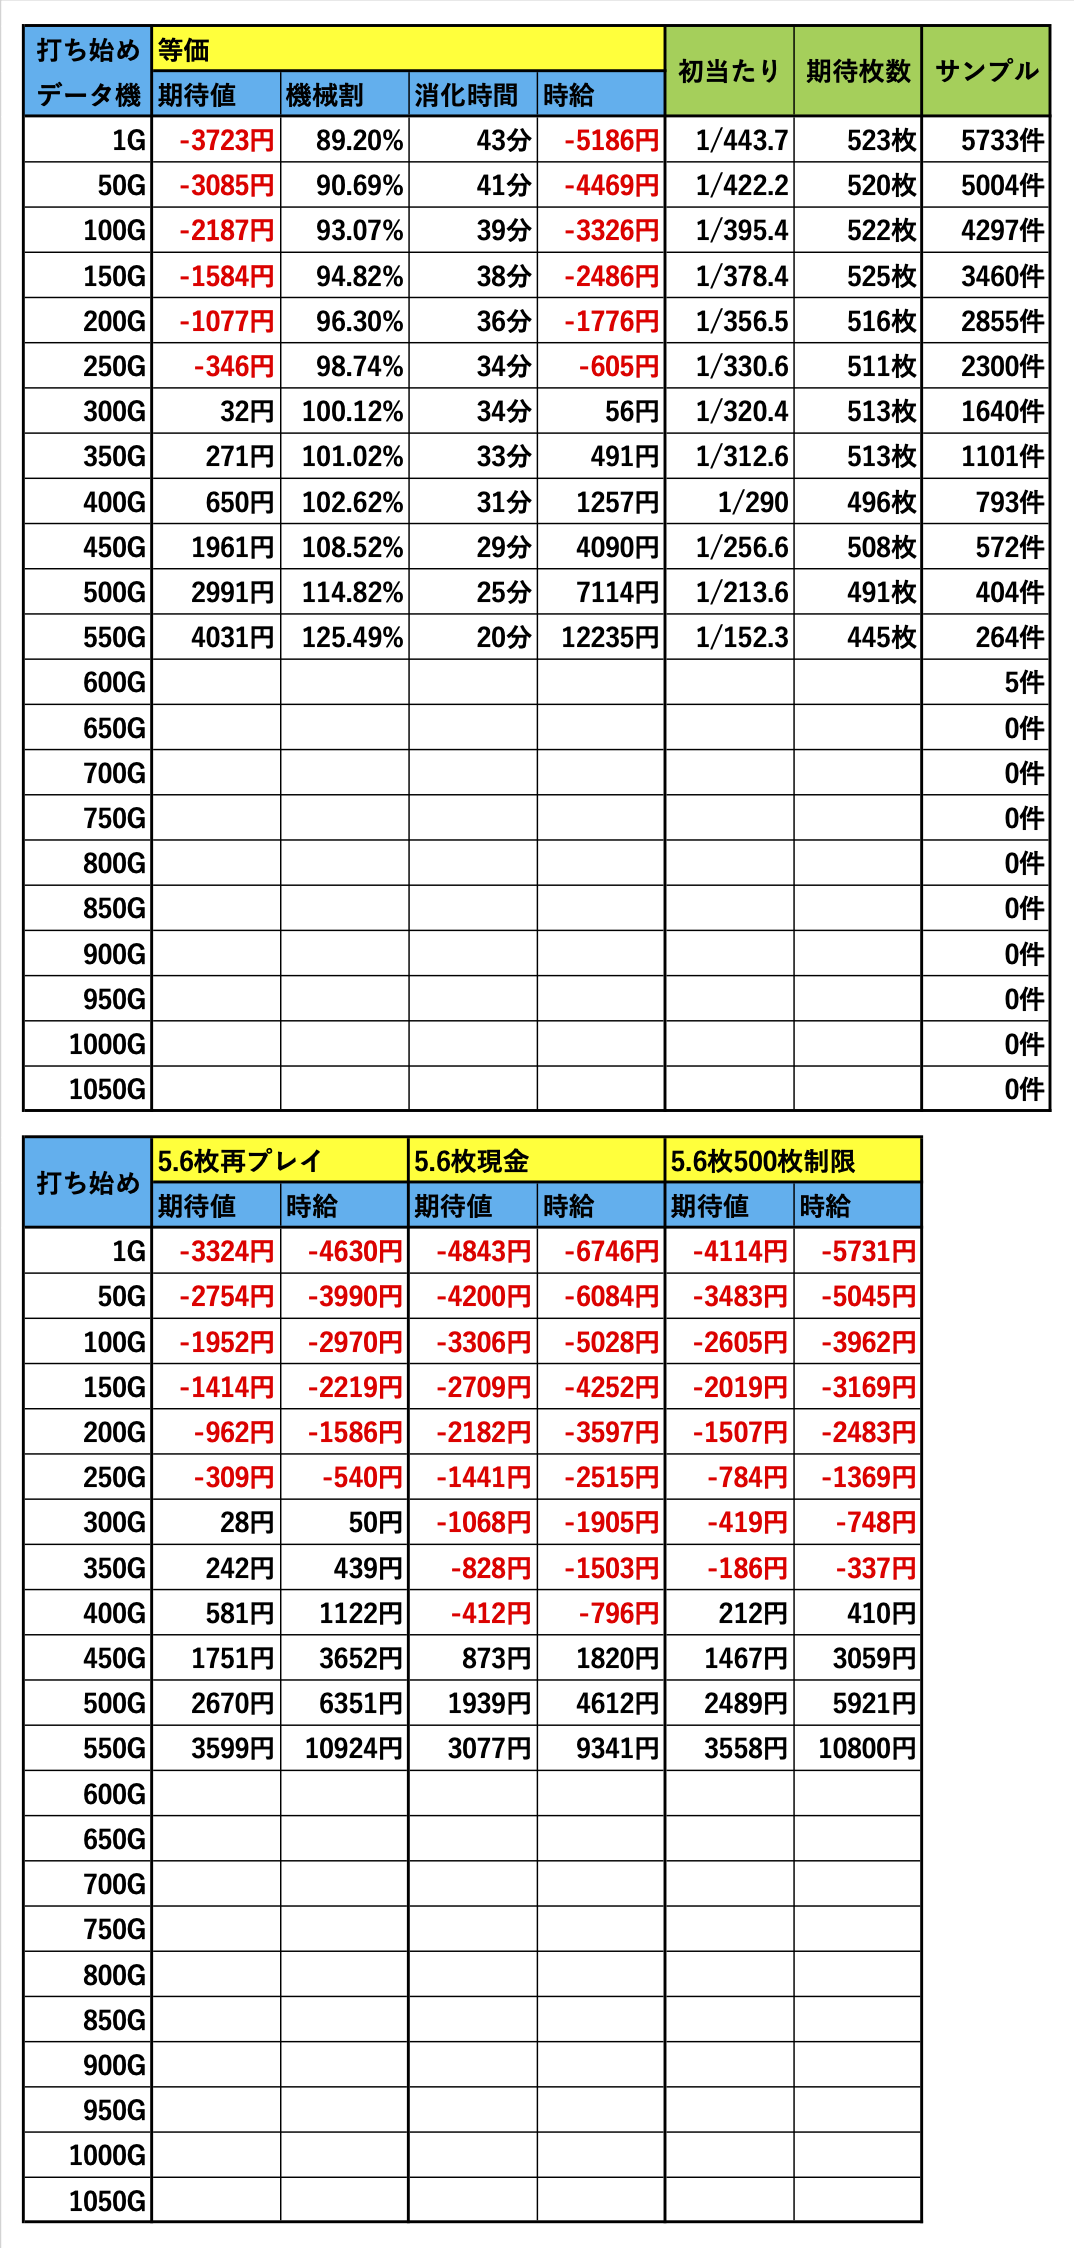 打ち始め 等価 初当たり 期待枚数 サンプル
データ機 期待値 機械割 消化時間 時給
1G -3723円 89.20% 43分 -5186円 1/443.7 523枚 5733件
50G -3085円 90.69% 41分 -4469円 1/422.2 520枚 5004件
100G -2187円 93.07% 39分 -3326円 1/395.4 522枚 4297件
150G -1584円 94.82% 38分 -2486円 1/378.4 525枚 3460件
200G -1077円 96.30% 36分 -1776円 1/356.5 516枚 2855件
250G -346円 98.74% 34分 -605円 1/330.6 511枚 2300件
300G 32円 100.12% 34分 56円 1/320.4 513枚 1640件
350G 271円 101.02% 33分 491円 1/312.6 513枚 1101件
400G 650円 102.62% 31分 1257円 1/290 496枚 793件
450G 1961円 108.52% 29分 4090円 1/256.6 508枚 572件
500G 2991円 114.82% 25分 7114円 1/213.6 491枚 404件
550G 4031円 125.49% 20分 12235円 1/152.3 445枚 264件
600G 5件
650G 0件
700G 0件
750G 0件
800G 0件
850G 0件
900G 0件
950G 0件
1000G 0件
1050G 0件
打ち始め 5.6枚再プレイ 5.6枚現金 5.6枚500枚制限
期待値 時給 期待値 時給 期待値 時給
1G -3324円 -4630円 -4843円 -6746円 -4114円 -5731円
50G -2754円 -3990円 -4200円 -6084円 -3483円 -5045円
100G -1952円 -2970円 -3306円 -5028円 -2605円 -3962円
150G -1414円 -2219円 -2709円 -4252円 -2019円 -3169円
200G -962円 -1586円 -2182円 -3597円 -1507円 -2483円
250G -309円 -540円 -1441円 -2515円 -784円 -1369円
300G 28円 50円 -1068円 -1905円 -419円 -748円
350G 242円 439円 -828円 -1503円 -186円 -337円
400G 581円 1122円 -412円 -796円 212円 410円
450G 1751円 3652円 873円 1820円 1467円 3059円
500G 2670円 6351円 1939円 4612円 2489円 5921円
550G 3599円 10924円 3077円 9341円 3558円 10800円
600G
650G
700G
750G
800G
850G
900G
950G
1000G
1050G